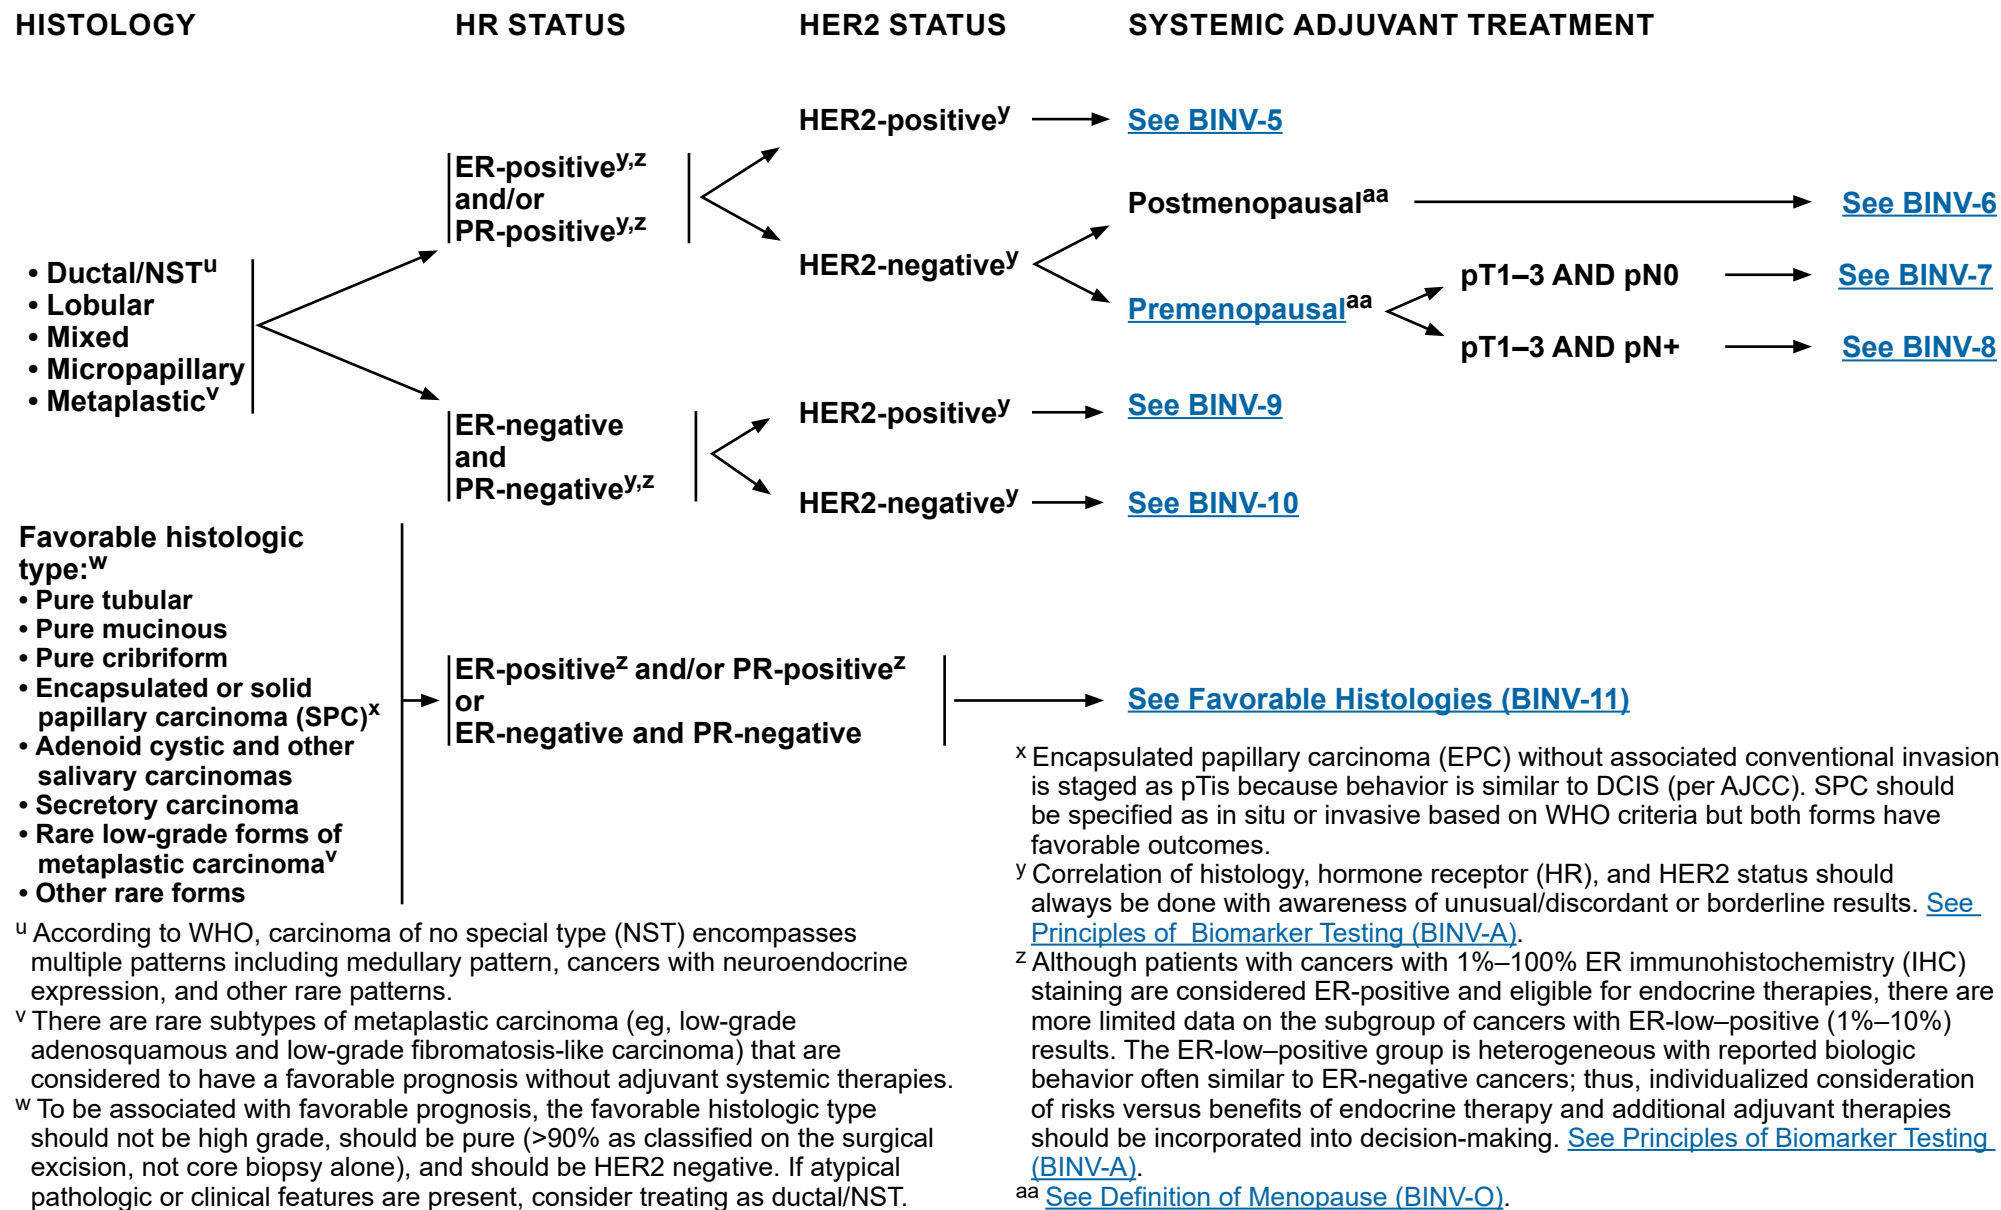 HISTOLOGY
HR STATUS
HER2 STATUS
SYSTEMIC ADJUVANT TREATMENT
• Ductal/NSTu
• Lobular
• Mixed
• Micropapillary
• Metaplasticv
ER-positivey,z
and/or
PR-positivey,z
HER2-positivey
See BINV-5
HER2-negativey
Postmenopausalaa
See BINV-6
Premenopausalaa
pT1–3 AND pN0
See BINV-7
pT1–3 AND pN+
See BINV-8
ER-negative
and
PR-negativey,z
HER2-positivey
See BINV-9
HER2-negativey
See BINV-10
Favorable histologic
type:w
• Pure tubular
• Pure mucinous
• Pure cribriform
• Encapsulated or solid
papillary carcinoma (SPC)x
• Adenoid cystic and other
salivary carcinomas
• Secretory carcinoma
• Rare low-grade forms of
metaplastic carcinomav
• Other rare forms
ER-positivez and/or PR-positivez
or
ER-negative and PR-negative
See Favorable Histologies (BINV-11)
u According to WHO, carcinoma of no special type (NST) encompasses
multiple patterns including medullary pattern, cancers with neuroendocrine
expression, and other rare patterns.
v There are rare subtypes of metaplastic carcinoma (eg, low-grade
adenosquamous and low-grade fibromatosis-like carcinoma) that are
considered to have a favorable prognosis without adjuvant systemic therapies.
w To be associated with favorable prognosis, the favorable histologic type
should not be high grade, should be pure (>90% as classified on the surgical
excision, not core biopsy alone), and should be HER2 negative. If atypical
pathologic or clinical features are present, consider treating as ductal/NST.
x Encapsulated papillary carcinoma (EPC) without associated conventional invasion
is staged as pTis because behavior is similar to DCIS (per AJCC). SPC should
be specified as in situ or invasive based on WHO criteria but both forms have
favorable outcomes.
y Correlation of histology, hormone receptor (HR), and HER2 status should
always be done with awareness of unusual/discordant or borderline results. See
Principles of Biomarker Testing (BINV-A).
z Although patients with cancers with 1%–100% ER immunohistochemistry (IHC)
staining are considered ER-positive and eligible for endocrine therapies, there are
more limited data on the subgroup of cancers with ER-low–positive (1%–10%)
results. The ER-low–positive group is heterogeneous with reported biologic
behavior often similar to ER-negative cancers; thus, individualized consideration
of risks versus benefits of endocrine therapy and additional adjuvant therapies
should be incorporated into decision-making. See Principles of Biomarker Testing
(BINV-A).
aa See Definition of Menopause (BINV-O).